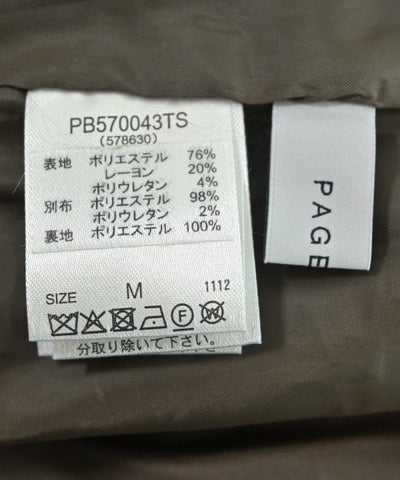 PB570043TS
(578630)
表地 ポリエステル 76%
レーヨン 20%
ポリウレタン 4%
別布 ポリエステル 98%
ポリウレタン 2%
裏地 ポリエステル 100%
SIZE M 1112
分取り除いて下さい。
PAGE